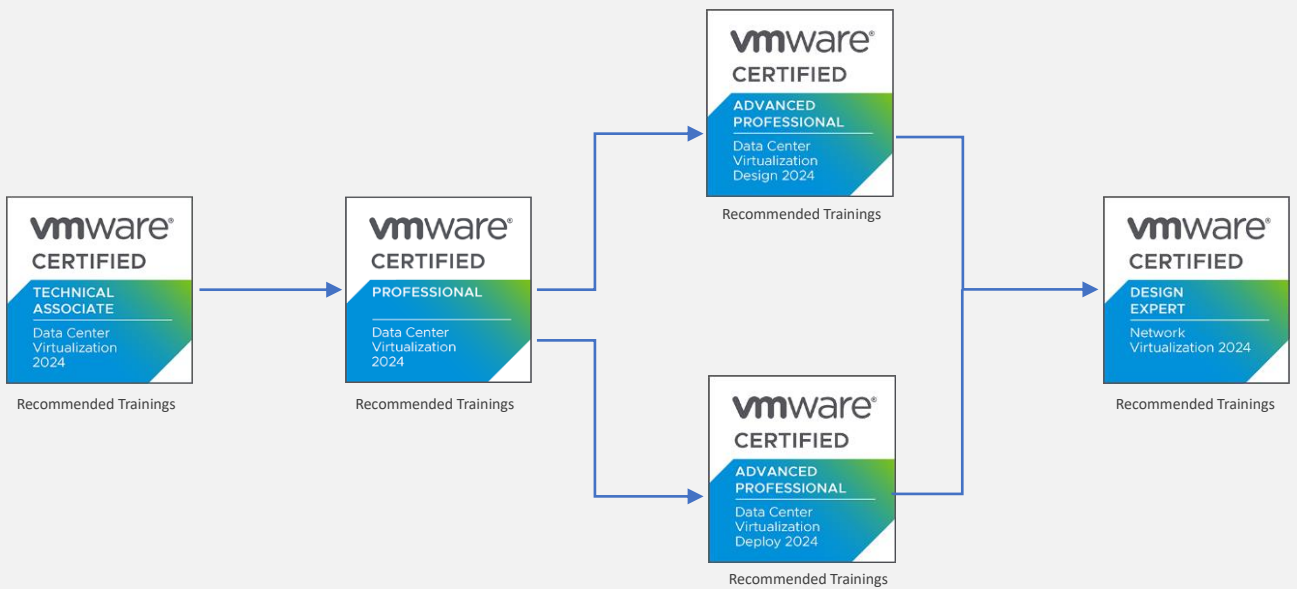 vmware®
CERTIFIED
TECHNICAL
ASSOCIATE
Data Center
Virtualization
2024
Recommended Trainings
vmware®
CERTIFIED
PROFESSIONAL
Data Center
Virtualization
2024
Recommended Trainings
vmware®
CERTIFIED
ADVANCED
PROFESSIONAL
Data Center
Virtualization
Design 2024
Recommended Trainings
vmware®
CERTIFIED
ADVANCED
PROFESSIONAL
Data Center
Virtualization
Deploy 2024
Recommended Trainings
vmware®
CERTIFIED
DESIGN
EXPERT
Network
Virtualization 2024
Recommended Trainings